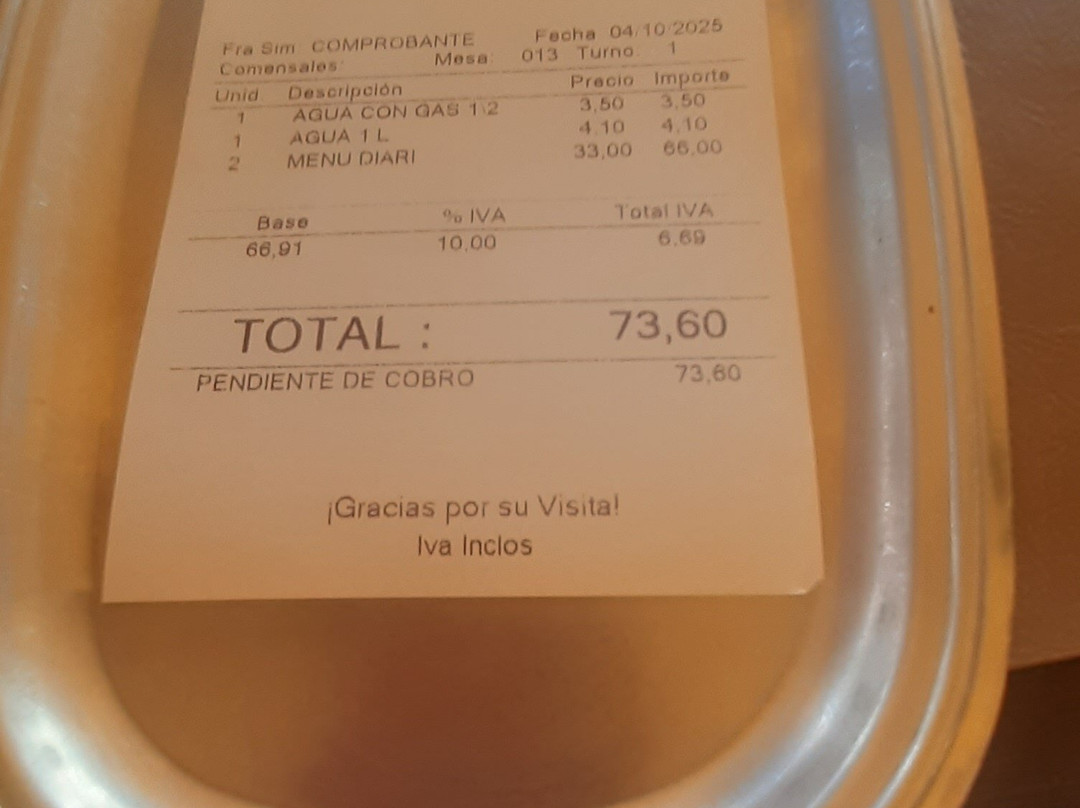 Fra Sim COMPROBANTE Fecha 04/10/2025
Comensales: Mesa: 013 Turno: 1
Unid Descripción Precio Importe
1 AGUA CON GAS 1\2 3,50 3,50
1 AGUA 1 L 4,10 4,10
2 MENU DIARI 33,00 66,00
Base % IVA Total IVA
66,91 10,00 6,69
TOTAL : 73,60
PENDIENTE DE COBRO 73,60
¡Gracias por su Visita!
Iva Inclos